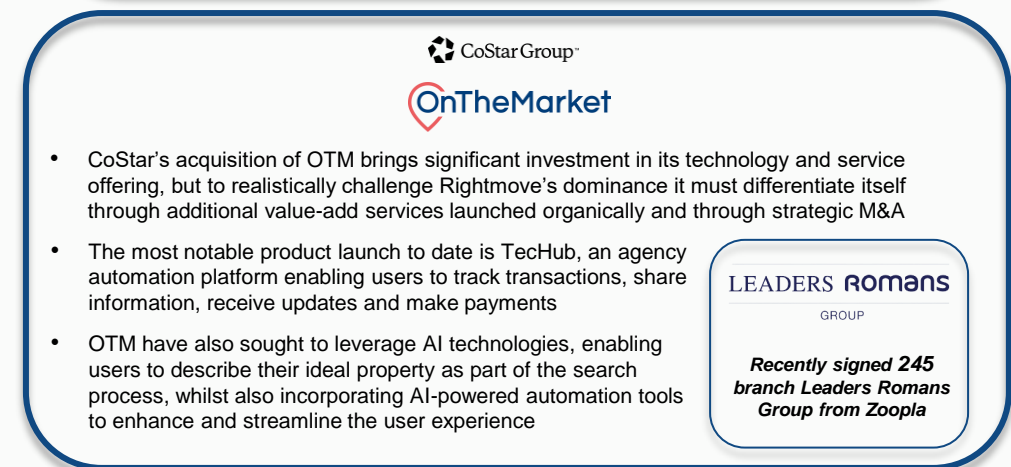 CoStar Group™
OnTheMarket
• CoStar’s acquisition of OTM brings significant investment in its technology and service
offering, but to realistically challenge Rightmove’s dominance it must differentiate itself
through additional value-add services launched organically and through strategic M&A
• The most notable product launch to date is TecHub, an agency
automation platform enabling users to track transactions, share
information, receive updates and make payments
• OTM have also sought to leverage AI technologies, enabling
users to describe their ideal property as part of the search
process, whilst also incorporating AI-powered automation tools
to enhance and streamline the user experience
LEADERS Romans
GROUP
Recently signed 245
branch Leaders Romans
Group from Zoopla